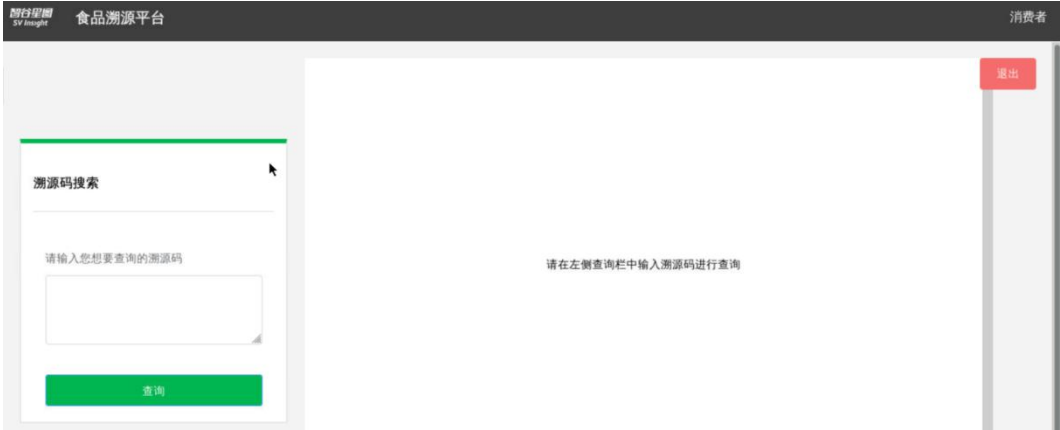 智谷星图
SV Insight
食品溯源平台
消费者
退出
溯源码搜索
请输入您想要查询的溯源码
请在左侧查询栏中输入溯源码进行查询
查询